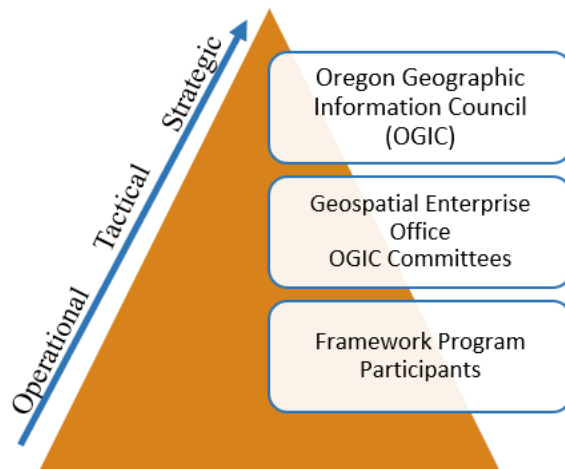 Strategic
Tactical
Operational
Oregon Geographic
Information Council
(OGIC)
Geospatial Enterprise
Office
OGIC Committees
Framework Program
Participants